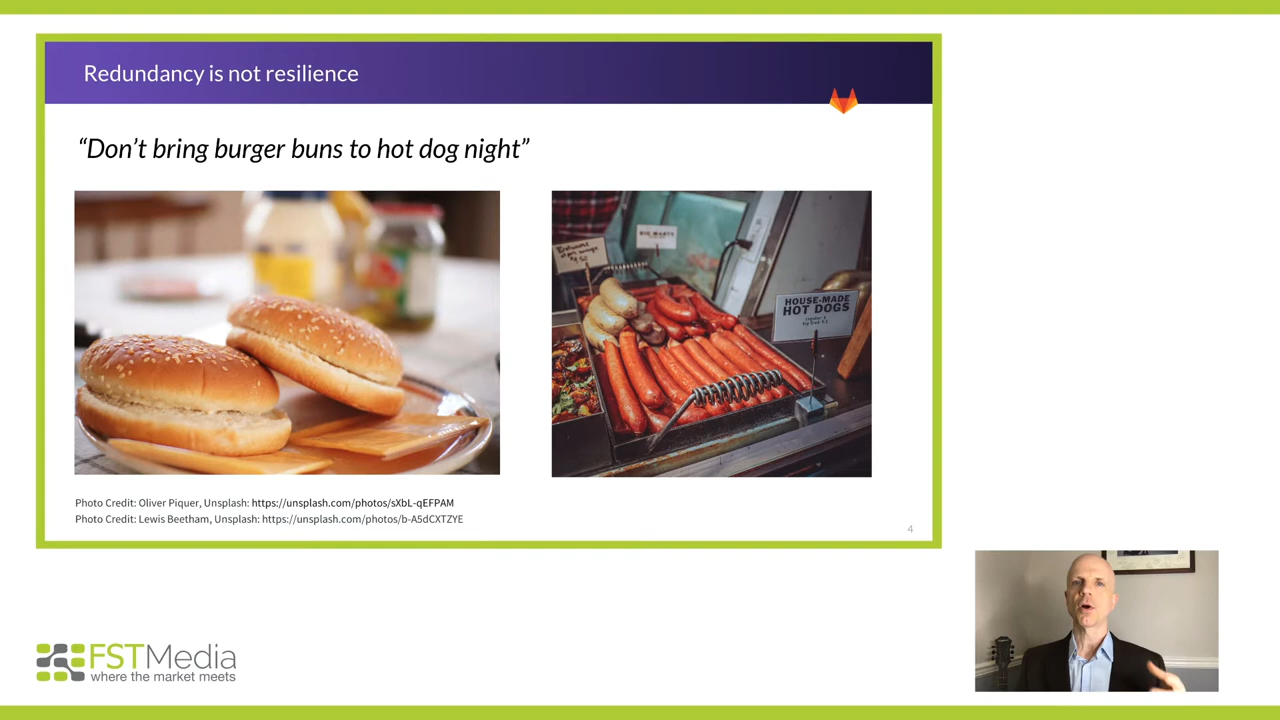 Redundancy is not resilience
“Don’t bring burger buns to hot dog night”
HOUSE-MADE
HOT DOGS
Photo Credit: Oliver Piquer, Unsplash: https://unsplash.com/photos/sXbL-qEFPAM
Photo Credit: Lewis Beetham, Unsplash: https://unsplash.com/photos/b-A5dCXTZYE
4
FSTMedia
where the market meets